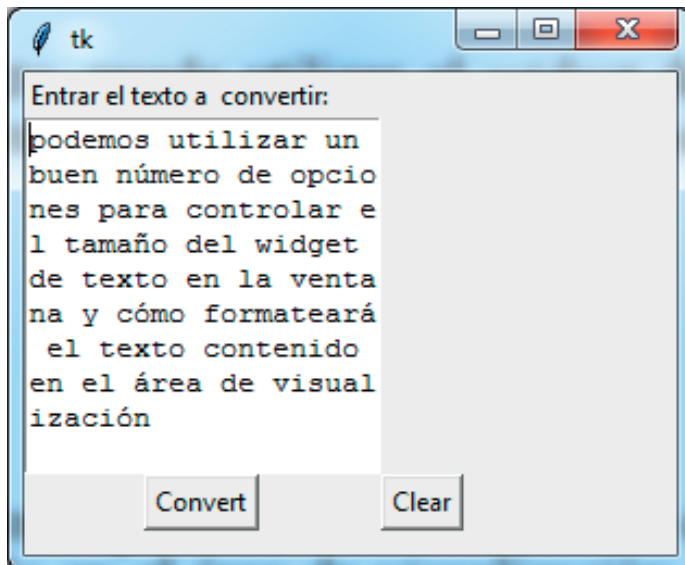 tk
Entrar el texto a  convertir:
podemos utilizar un
buen número de opcio
nes para controlar e
l tamaño del widget
de texto en la venta
na y cómo formateará
 el texto contenido
en el área de visual
ización
Convert
Clear